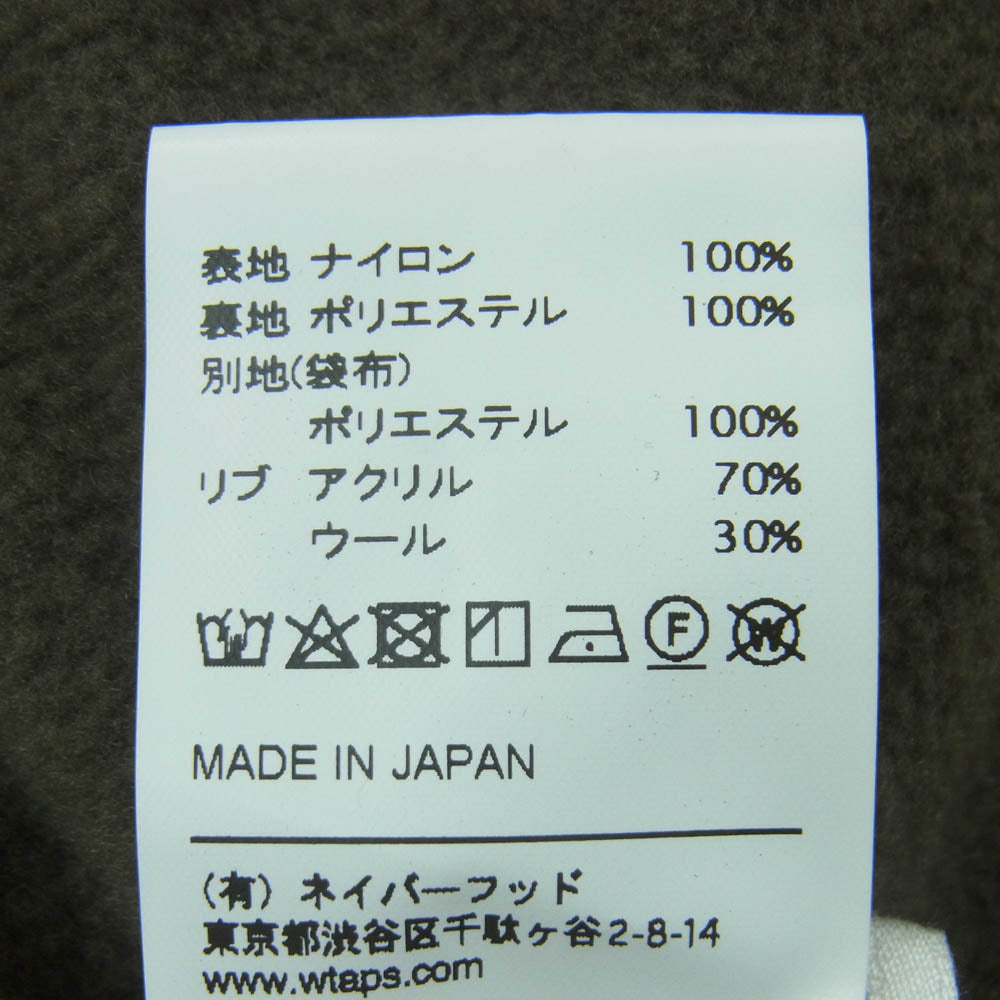 表地 ナイロン 100%
裏地 ポリエステル 100%
別地(袋布)
ポリエステル 100%
リブ アクリル 70%
ウール 30%
F W
MADE IN JAPAN
(有) ネイバーフッド
東京都渋谷区千駄ヶ谷2-8-14
www.wtaps.com